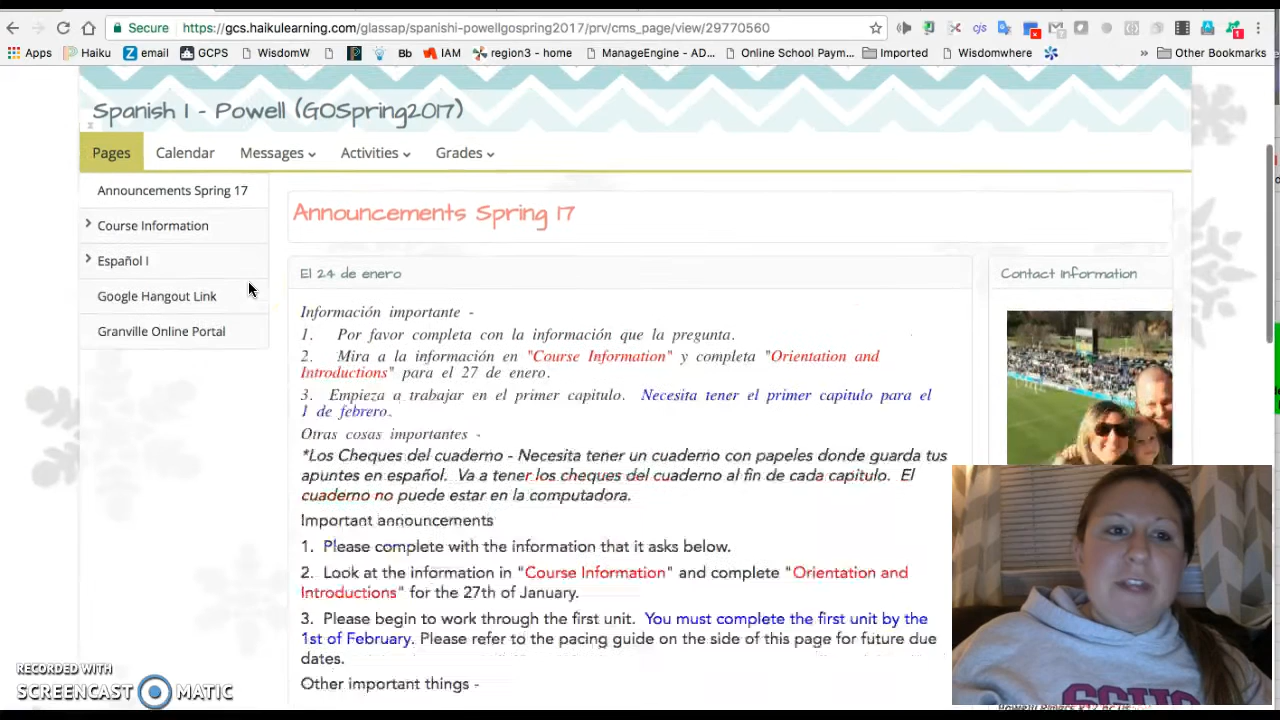 Secure https://gcs.haikulearning.com/glassap/spanishi-powellgospring2017/prv/cms_page/view/29770560
Apps Haiku email GCPS WisdomW Bb IAM region3 - home ManageEngine - AD... Online School Paym... Imported Wisdomwhere » Other Bookmarks
Spanish 1 - Powell (GOSpring2017)
Pages Calendar Messages Activities Grades
Announcements Spring 17
Course Information
Español I
Google Hangout Link
Granville Online Portal
Announcements Spring 17
El 24 de enero
Información importante -
1. Por favor completa con la información que la pregunta.
2. Mira a la información en "Course Information" y completa "Orientation and
Introductions" para el 27 de enero.
3. Empieza a trabajar en el primer capitulo. Necesita tener el primer capitulo para el
1 de febrero.
Otras cosas importantes -
*Los Cheques del cuaderno - Necesita tener un cuaderno con papeles donde guarda tus
apuntes en español. Va a tener los cheques del cuaderno al fin de cada capitulo. El
cuaderno no puede estar en la computadora.
Important announcements
1. Please complete with the information that it asks below.
2. Look at the information in "Course Information" and complete "Orientation and
Introductions" for the 27th of January.
3. Please begin to work through the first unit. You must complete the first unit by the
1st of February. Please refer to the pacing guide on the side of this page for future due
dates.
Other important things -
Contact Information
RECORDED WITH
SCREENCAST MATIC